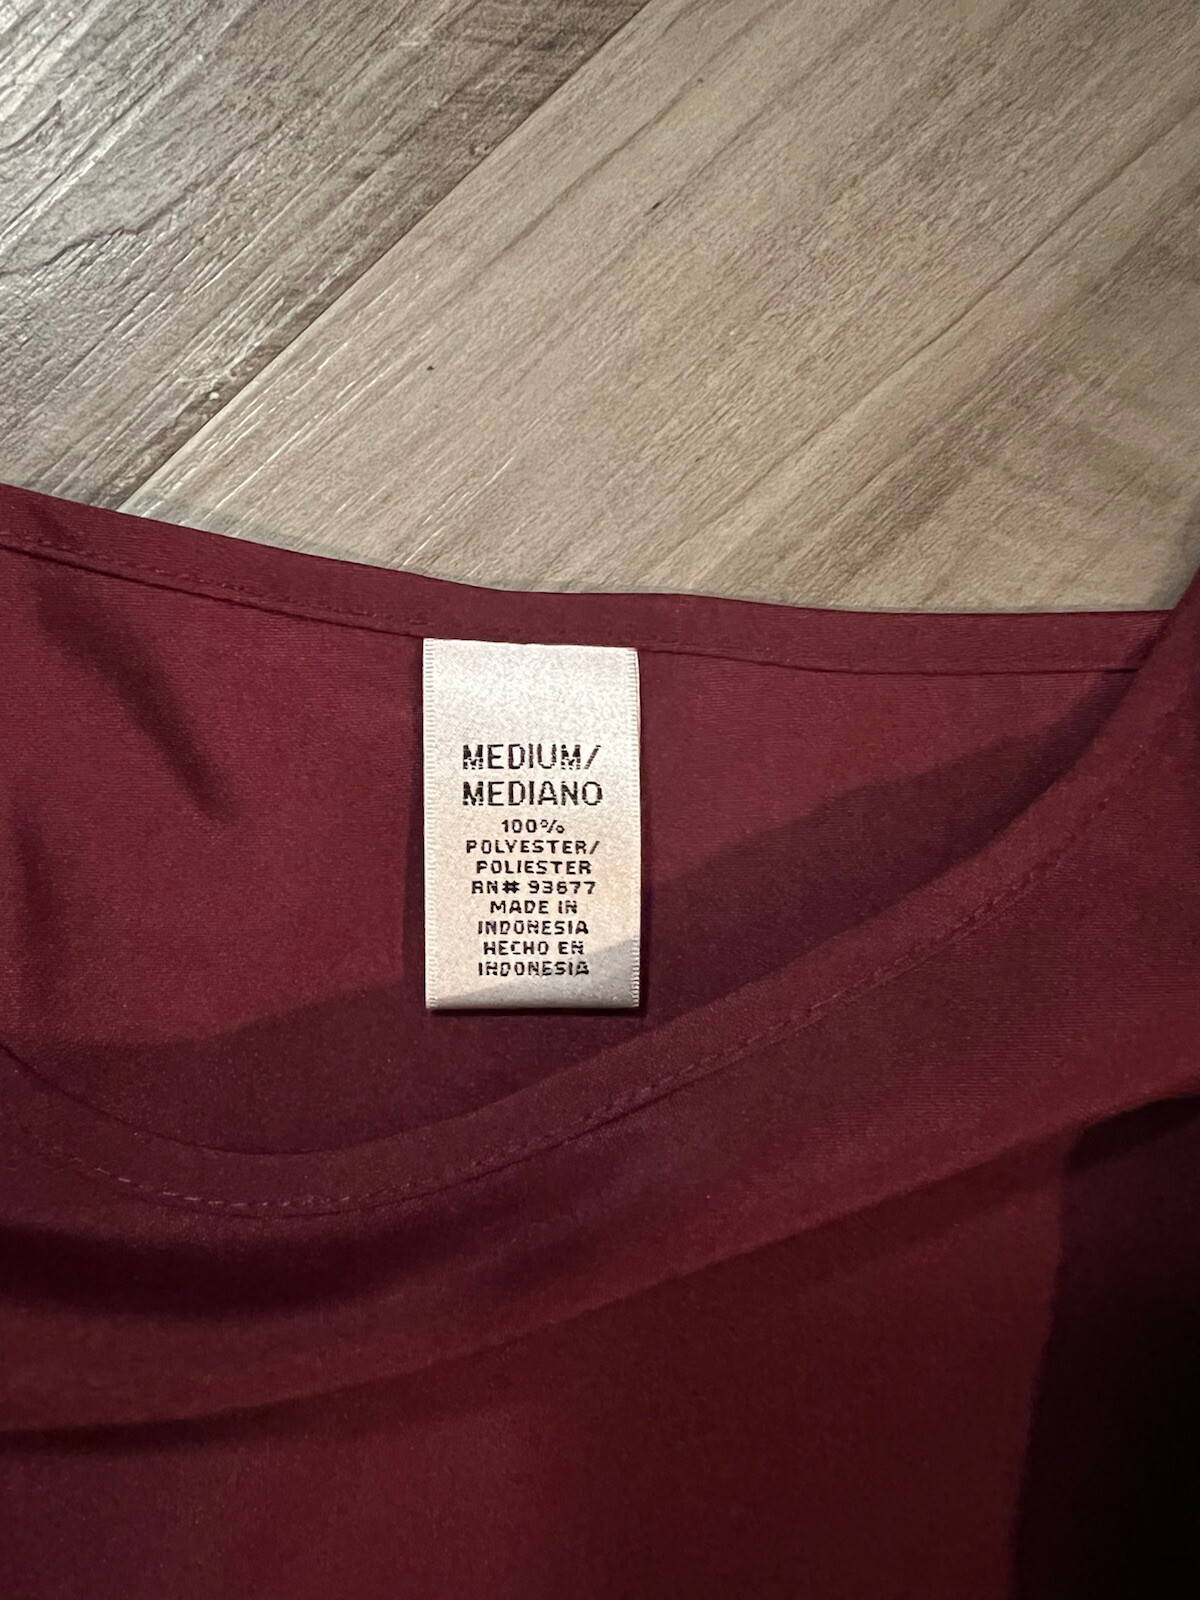 MEDIUM/
MEDIANO
100%
POLYESTER/
POLIESTER
RN# 93677
MADE IN
INDONESIA
HECHO EN
INDONESIA